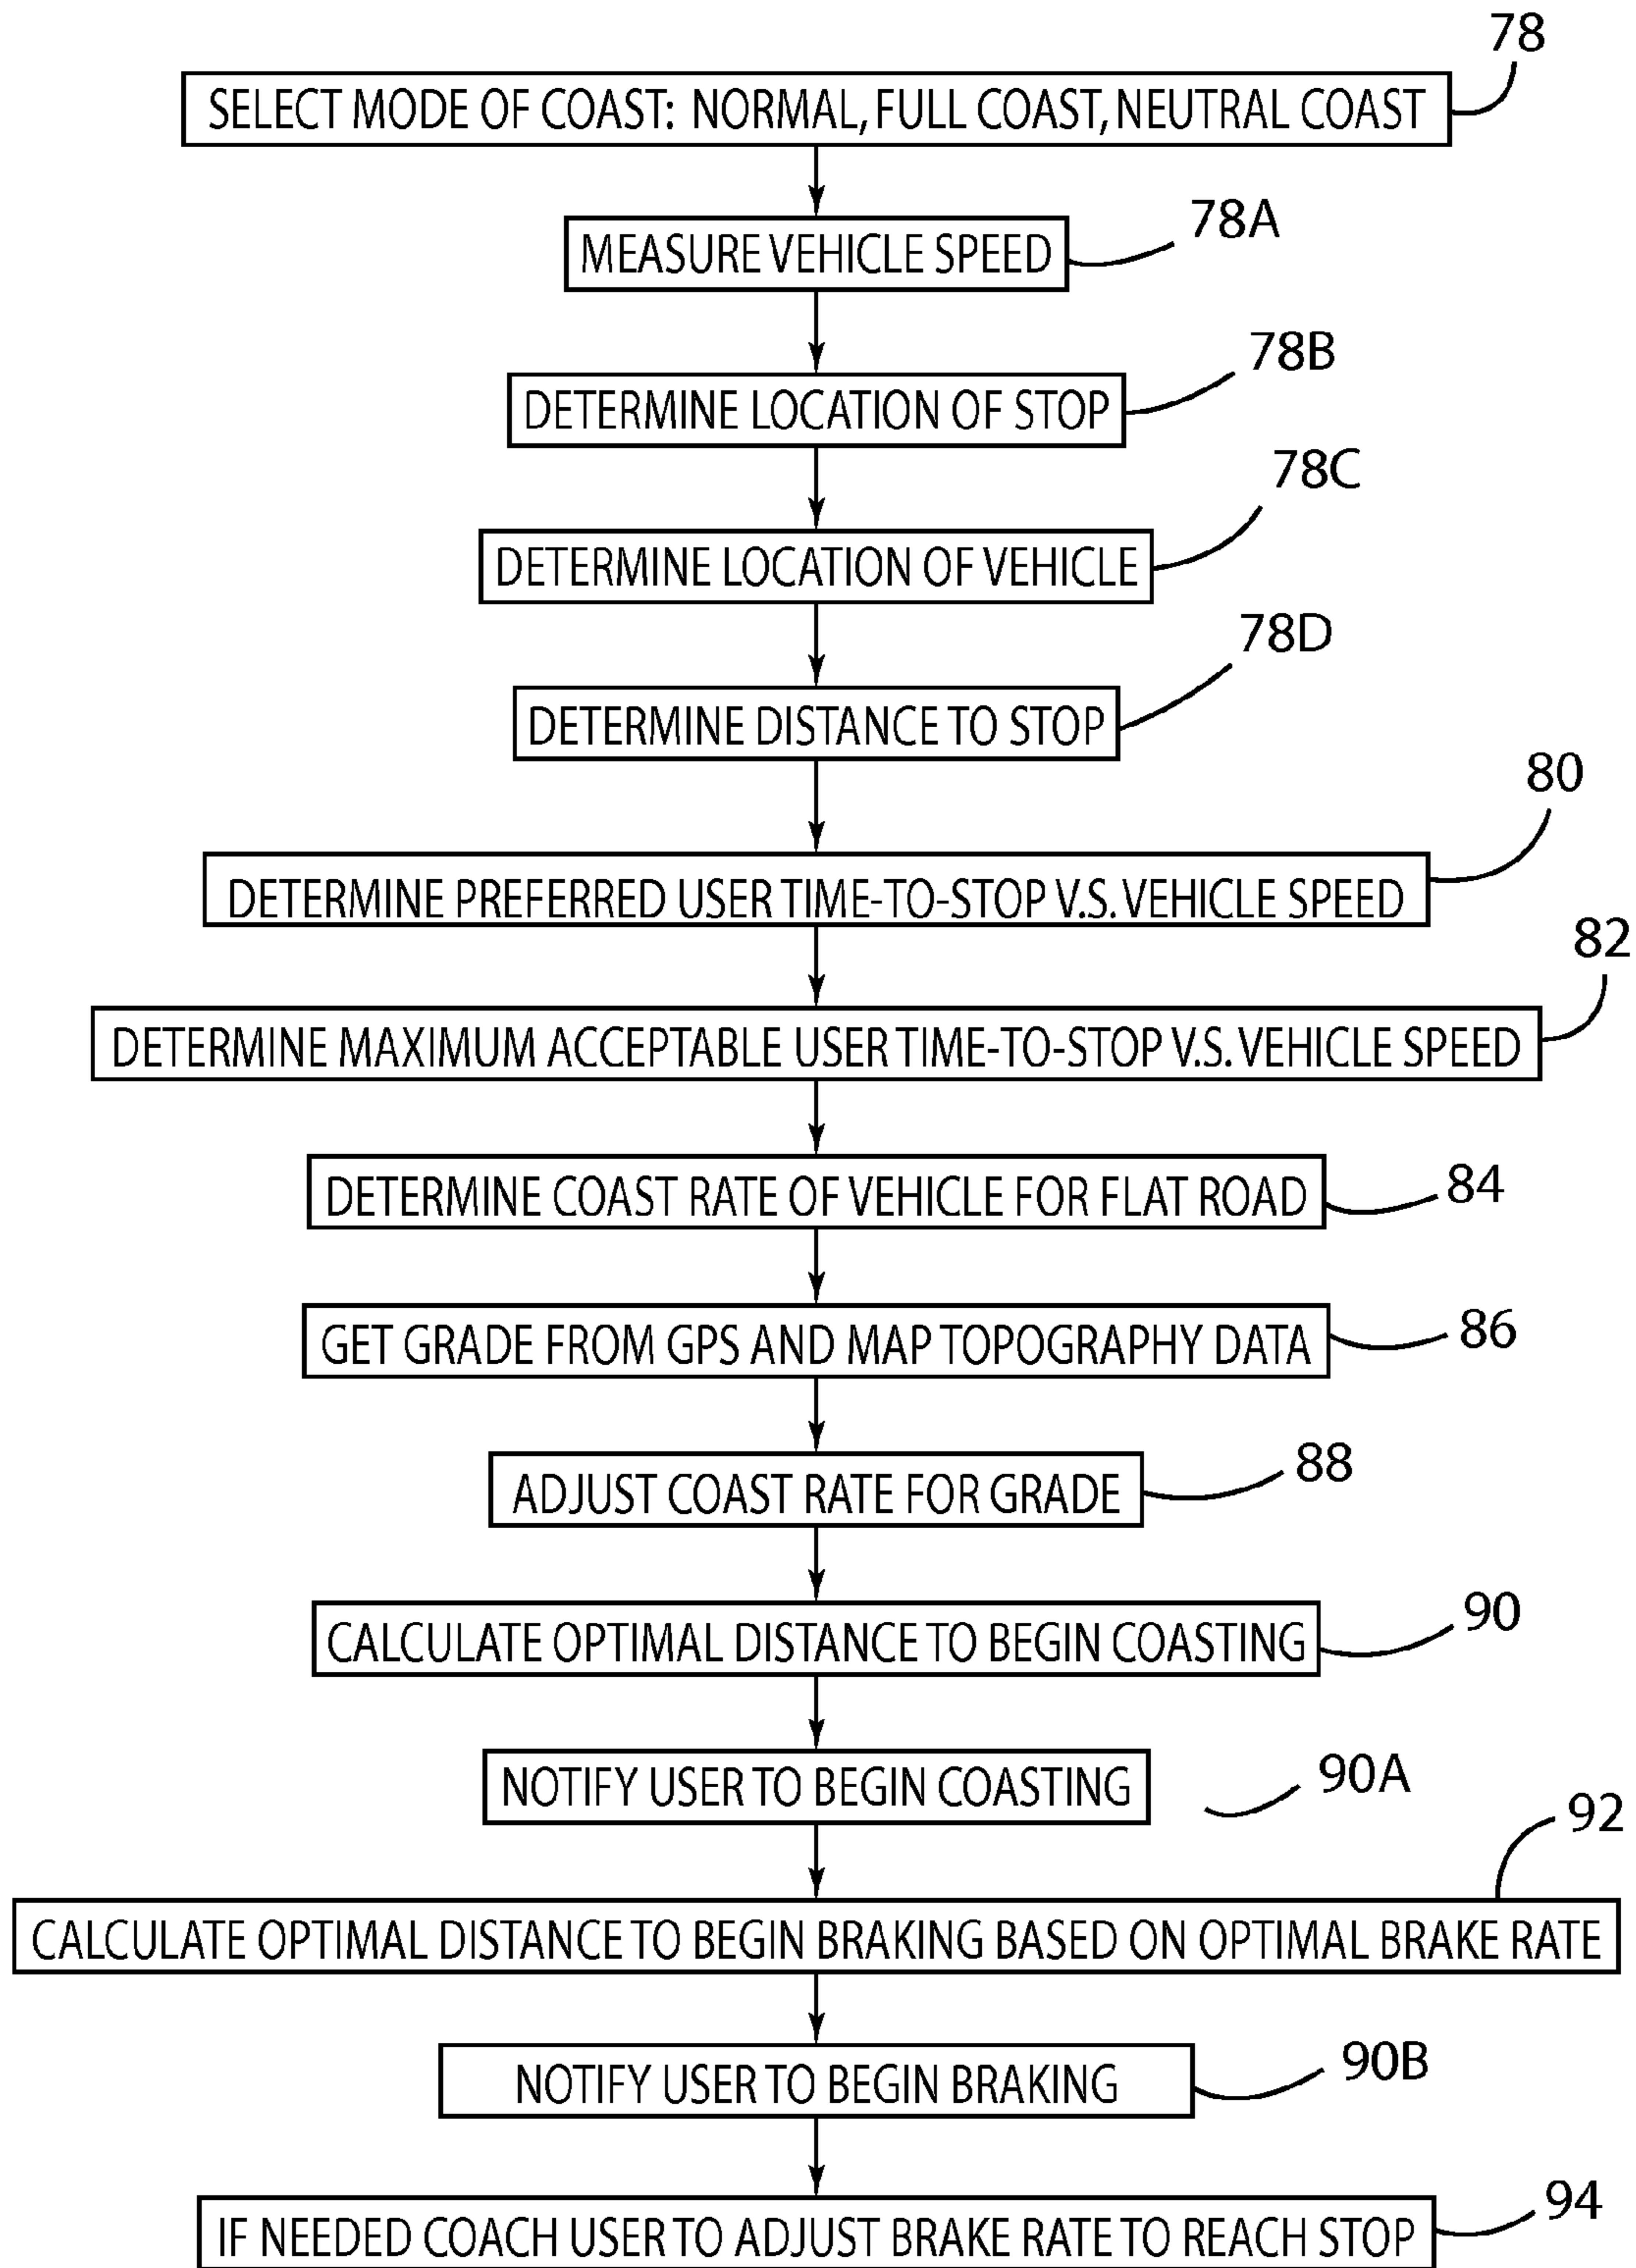 78
SELECT MODE OF COAST: NORMAL, FULL COAST, NEUTRAL COAST
78A
MEASURE VEHICLE SPEED
78B
DETERMINE LOCATION OF STOP
78C
DETERMINE LOCATION OF VEHICLE
78D
DETERMINE DISTANCE TO STOP
80
DETERMINE PREFERRED USER TIME-TO-STOP V.S. VEHICLE SPEED
82
DETERMINE MAXIMUM ACCEPTABLE USER TIME-TO-STOP V.S. VEHICLE SPEED
DETERMINE COAST RATE OF VEHICLE FOR FLAT ROAD 84
GET GRADE FROM GPS AND MAP TOPOGRAPHY DATA 86
88
ADJUST COAST RATE FOR GRADE
90
CALCULATE OPTIMAL DISTANCE TO BEGIN COASTING
NOTIFY USER TO BEGIN COASTING 90A
92
CALCULATE OPTIMAL DISTANCE TO BEGIN BRAKING BASED ON OPTIMAL BRAKE RATE
90B
NOTIFY USER TO BEGIN BRAKING
94
IF NEEDED COACH USER TO ADJUST BRAKE RATE TO REACH STOP